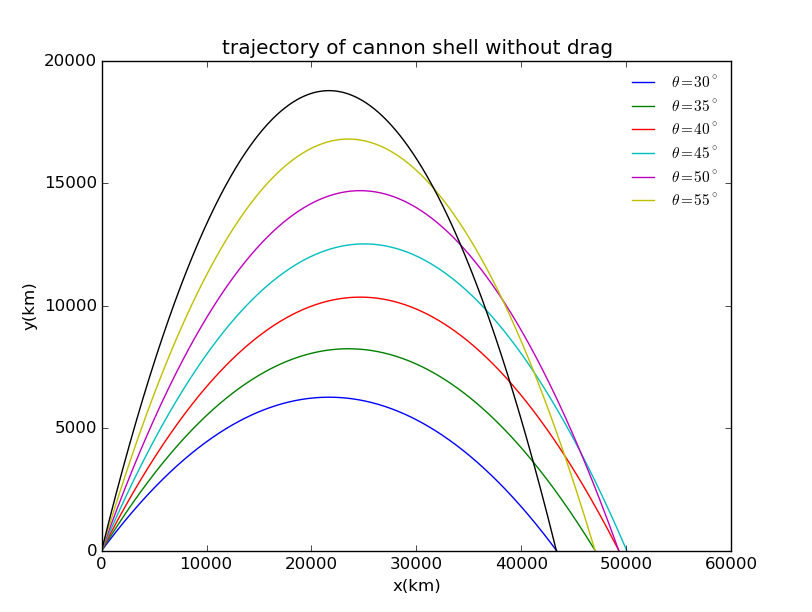 trajectory of cannon shell without drag
20000
15000
10000
5000
0
y(km)
θ=30°
θ=35°
θ=40°
θ=45°
θ=50°
θ=55°
0 10000 20000 30000 40000 50000 60000
x(km)